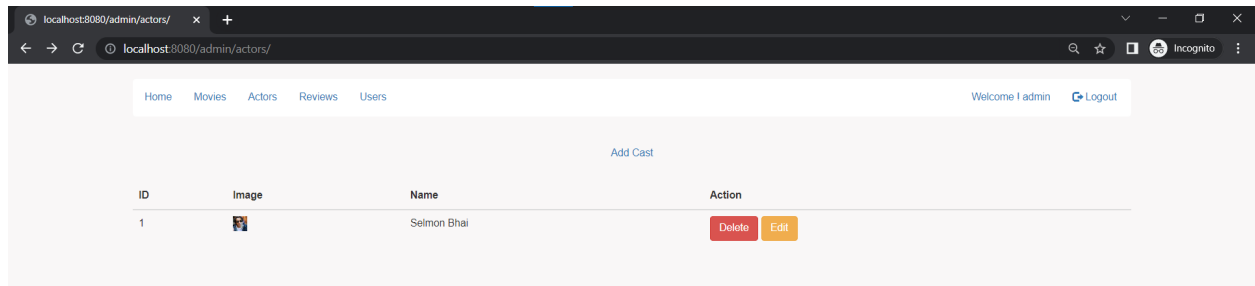 localhost:8080/admin/actors/
localhost:8080/admin/actors/ Incognito
Home Movies Actors Reviews Users Welcome ! admin Logout
Add Cast
ID Image Name Action
1 Selmon Bhai Delete Edit